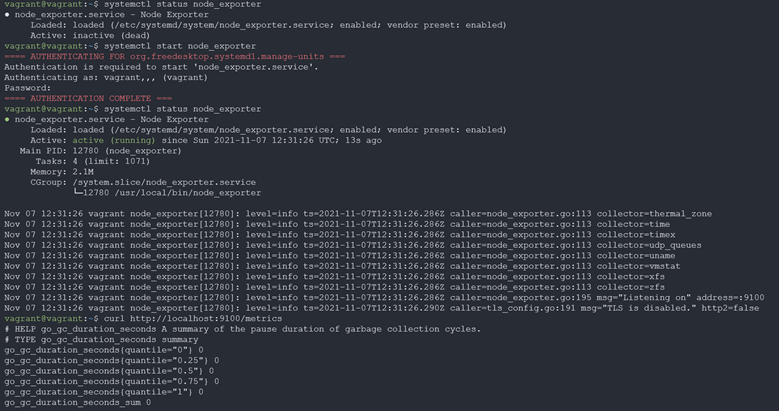 vagrant@vagrant:~$ systemctl status node_exporter
● node_exporter.service - Node Exporter
Loaded: loaded (/etc/systemd/system/node_exporter.service; enabled; vendor preset: enabled)
Active: inactive (dead)
vagrant@vagrant:~$ systemctl start node_exporter
==== AUTHENTICATING FOR org.freedesktop.systemd1.manage-units ===
Authentication is required to start 'node_exporter.service'.
Authenticating as: vagrant,,, (vagrant)
Password:
==== AUTHENTICATION COMPLETE ===
vagrant@vagrant:~$ systemctl status node_exporter
● node_exporter.service - Node Exporter
Loaded: loaded (/etc/systemd/system/node_exporter.service; enabled; vendor preset: enabled)
Active: active (running) since Sun 2021-11-07 12:31:26 UTC; 13s ago
Main PID: 12780 (node_exporter)
Tasks: 4 (limit: 1071)
Memory: 2.1M
CGroup: /system.slice/node_exporter.service
└─12780 /usr/local/bin/node_exporter
Nov 07 12:31:26 vagrant node_exporter[12780]: level=info ts=2021-11-07T12:31:26.286Z caller=node_exporter.go:113 collector=thermal_zone
Nov 07 12:31:26 vagrant node_exporter[12780]: level=info ts=2021-11-07T12:31:26.286Z caller=node_exporter.go:113 collector=time
Nov 07 12:31:26 vagrant node_exporter[12780]: level=info ts=2021-11-07T12:31:26.286Z caller=node_exporter.go:113 collector=timex
Nov 07 12:31:26 vagrant node_exporter[12780]: level=info ts=2021-11-07T12:31:26.286Z caller=node_exporter.go:113 collector=udp_queues
Nov 07 12:31:26 vagrant node_exporter[12780]: level=info ts=2021-11-07T12:31:26.286Z caller=node_exporter.go:113 collector=uname
Nov 07 12:31:26 vagrant node_exporter[12780]: level=info ts=2021-11-07T12:31:26.286Z caller=node_exporter.go:113 collector=vmstat
Nov 07 12:31:26 vagrant node_exporter[12780]: level=info ts=2021-11-07T12:31:26.286Z caller=node_exporter.go:113 collector=xfs
Nov 07 12:31:26 vagrant node_exporter[12780]: level=info ts=2021-11-07T12:31:26.286Z caller=node_exporter.go:113 collector=zfs
Nov 07 12:31:26 vagrant node_exporter[12780]: level=info ts=2021-11-07T12:31:26.286Z caller=node_exporter.go:195 msg="Listening on" address=:9100
Nov 07 12:31:26 vagrant node_exporter[12780]: level=info ts=2021-11-07T12:31:26.290Z caller=tls_config.go:191 msg="TLS is disabled." http2=false
vagrant@vagrant:~$ curl http://localhost:9100/metrics
# HELP go_gc_duration_seconds A summary of the pause duration of garbage collection cycles.
# TYPE go_gc_duration_seconds summary
go_gc_duration_seconds{quantile="0"} 0
go_gc_duration_seconds{quantile="0.25"} 0
go_gc_duration_seconds{quantile="0.5"} 0
go_gc_duration_seconds{quantile="0.75"} 0
go_gc_duration_seconds{quantile="1"} 0
go_gc_duration_seconds_sum 0